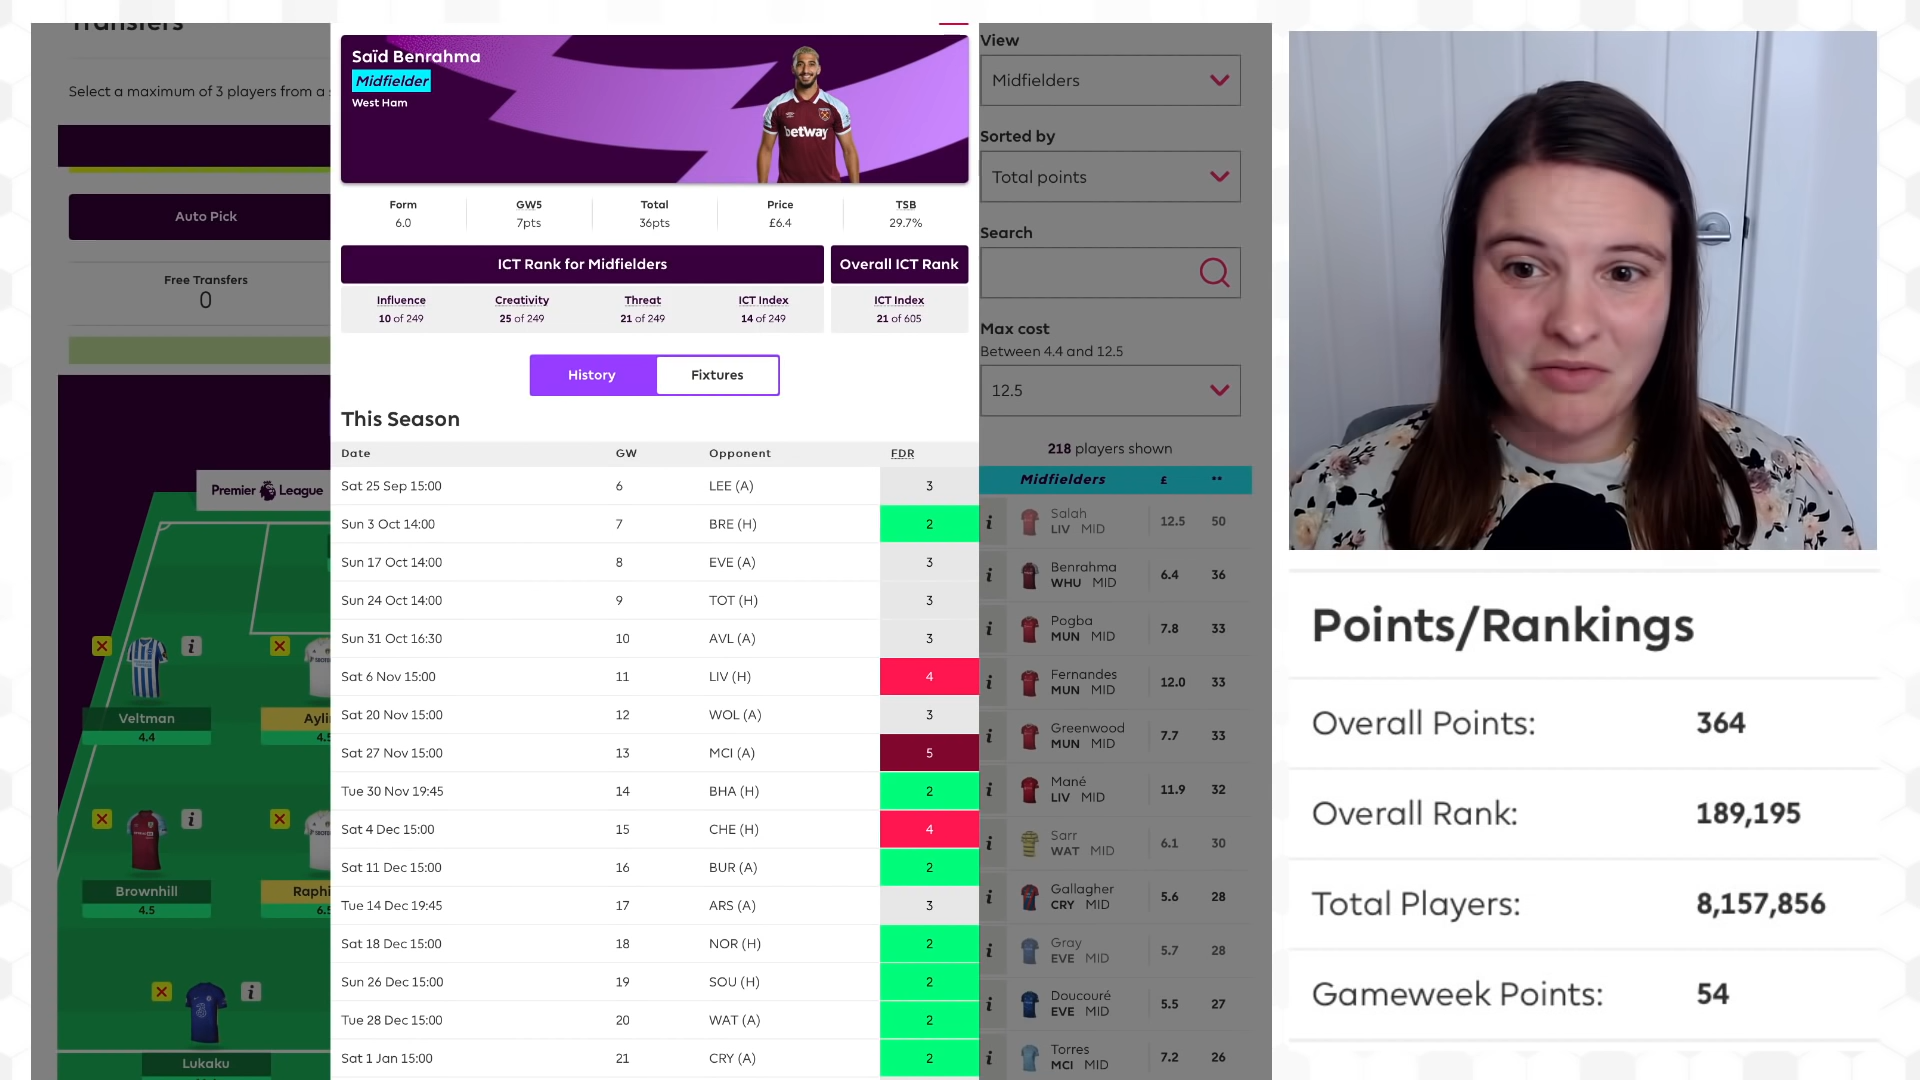 Transfers
Select a maximum of 3 players from a
Auto Pick
Free Transfers
0
Premier League
Veltman
4.4
Brownhill
4.5
Lukaku
Saïd Benrahma
Midfielder
West Ham
betway
Form GW5 Total Price TSB
6.0 7pts 36pts £6.4 29.7%
ICT Rank for Midfielders Overall ICT Rank
Influence Creativity Threat ICT Index ICT Index
10 of 249 25 of 249 21 of 249 14 of 249 21 of 605
History Fixtures
This Season
Date GW Opponent FDR
Sat 25 Sep 15:00 6 LEE (A) 3
Sun 3 Oct 14:00 7 BRE (H) 2
Sun 17 Oct 14:00 8 EVE (A) 3
Sun 24 Oct 14:00 9 TOT (H) 3
Sun 31 Oct 16:30 10 AVL (A) 3
Sat 6 Nov 15:00 11 LIV (H) 4
Sat 20 Nov 15:00 12 WOL (A) 3
Sat 27 Nov 15:00 13 MCI (A) 5
Tue 30 Nov 19:45 14 BHA (H) 2
Sat 4 Dec 15:00 15 CHE (H) 4
Sat 11 Dec 15:00 16 BUR (A) 2
Tue 14 Dec 19:45 17 ARS (A) 3
Sat 18 Dec 15:00 18 NOR (H) 2
Sun 26 Dec 15:00 19 SOU (H) 2
Tue 28 Dec 15:00 20 WAT (A) 2
Sat 1 Jan 15:00 21 CRY (A) 2
View
Midfielders
Sorted by
Total points
Search
Max cost
Between 4.4 and 12.5
12.5
218 players shown
Midfielders £ **
Salah 12.5 50
LIV MID
Benrahma 6.4 36
WHU MID
Pogba 7.8 33
MUN MID
Fernandes 12.0 33
MUN MID
Greenwood 7.7 33
MUN MID
Mané 11.9 32
LIV MID
Sarr 6.1 30
WAT MID
Gallagher 5.6 28
CRY MID
Gray 5.7 28
EVE MID
Doucouré 5.5 27
EVE MID
Torres 7.2 26
MCI MID
Points/Rankings
Overall Points: 364
Overall Rank: 189,195
Total Players: 8,157,856
Gameweek Points: 54